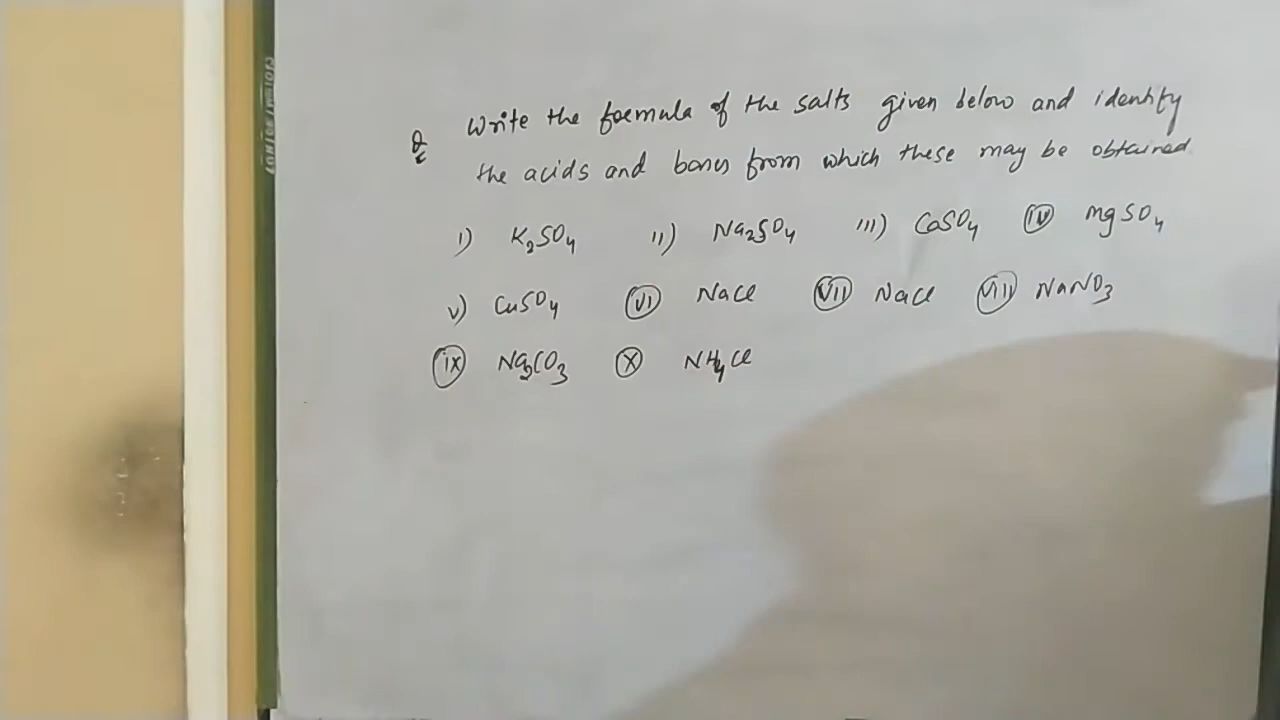 Q Write the formula of the salts given below and identify
the acids and bases from which these may be obtained.
i) K₂SO₄ ii) Na₂SO₄ iii) CaSO₄ iv MgSO₄
v) CuSO₄ vi NaCl vii NaCl viii NaNO₃
ix Na₂CO₃ x NH₄Cl